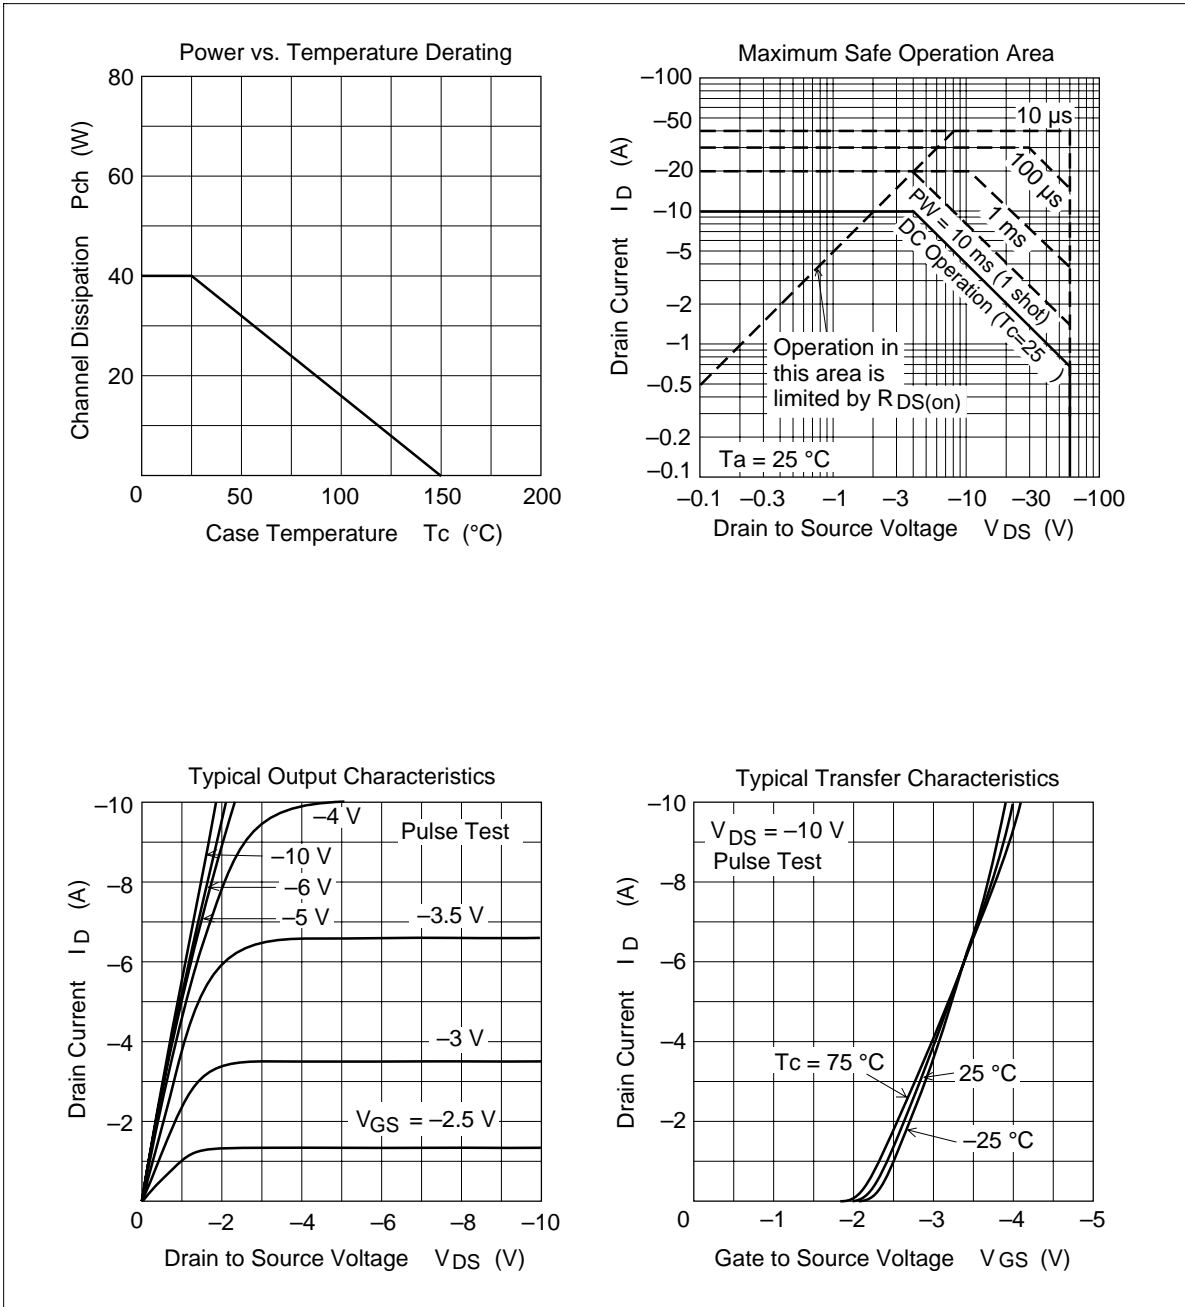 Power vs. Temperature Derating
80
60
40
20
0
50
100
150
200
Channel Dissipation Pch (W)
Case Temperature Tc (°C)
Maximum Safe Operation Area
–100
–50
–20
–10
–5
–2
–1
–0.5
–0.2
–0.1
Drain Current I D (A)
10 µs
100 µs
1 ms
PW = 10 ms (1 shot)
DC Operation (Tc=25 )
Operation in
this area is
limited by R DS(on)
Ta = 25 °C
–0.1 –0.3 –1 –3 –10 –30 –100
Drain to Source Voltage V DS (V)
Typical Output Characteristics
–10
–8
–6
–4
–2
Drain Current I D (A)
–4 V
Pulse Test
–10 V
–6 V
–5 V
–3.5 V
–3 V
V GS = –2.5 V
0 –2 –4 –6 –8 –10
Drain to Source Voltage V DS (V)
Typical Transfer Characteristics
–10
–8
–6
–4
–2
Drain Current I D (A)
V DS = –10 V
Pulse Test
Tc = 75 °C
25 °C
–25 °C
0 –1 –2 –3 –4 –5
Gate to Source Voltage V GS (V)